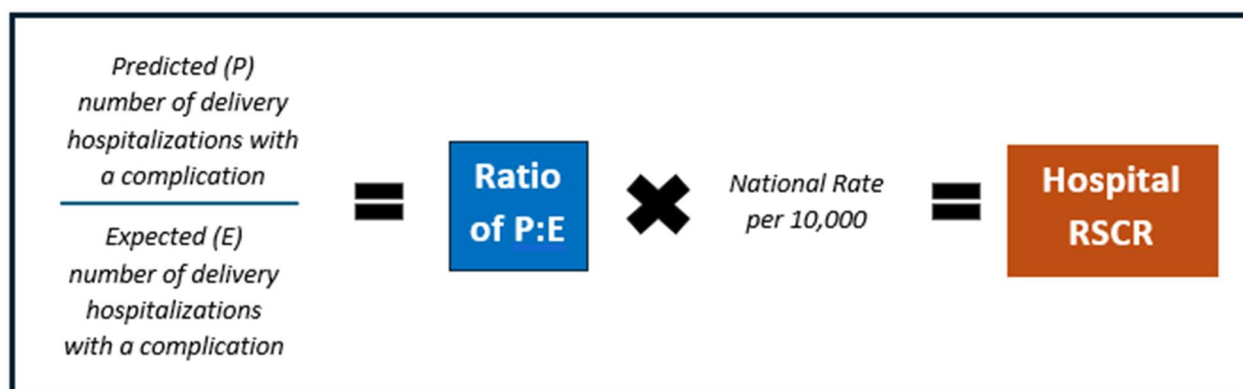 Predicted (P)
number of delivery
hospitalizations with
a complication
Expected (E)
number of delivery
hospitalizations
with a complication
=
Ratio
of P:E
✖
National Rate
per 10,000
=
Hospital
RSCR